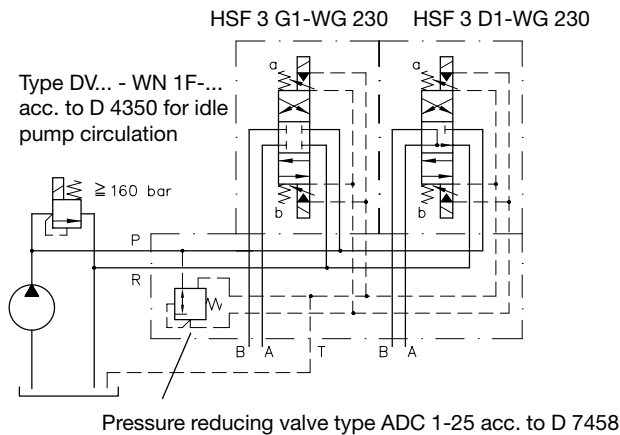 HSF 3 G1-WG 230 HSF 3 D1-WG 230
Type DV... - WN 1F-...
acc. to D 4350 for idle
pump circulation
a a
≧ 160 bar
b b
P
R
B A T B A
Pressure reducing valve type ADC 1-25 acc. to D 7458